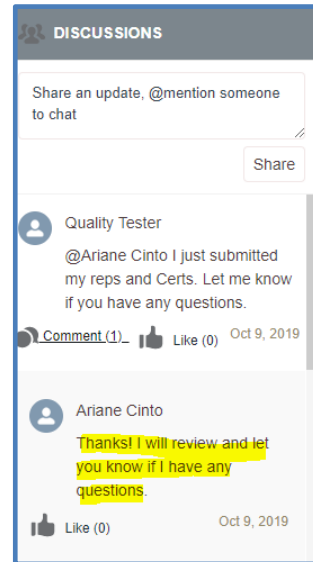 DISCUSSIONS
Share an update, @mention someone
to chat
Share
Quality Tester
@Ariane Cinto I just submitted
my reps and Certs. Let me know
if you have any questions.
Comment (1) Like (0) Oct 9, 2019
Ariane Cinto
Thanks! I will review and let
you know if I have any
questions.
Like (0) Oct 9, 2019